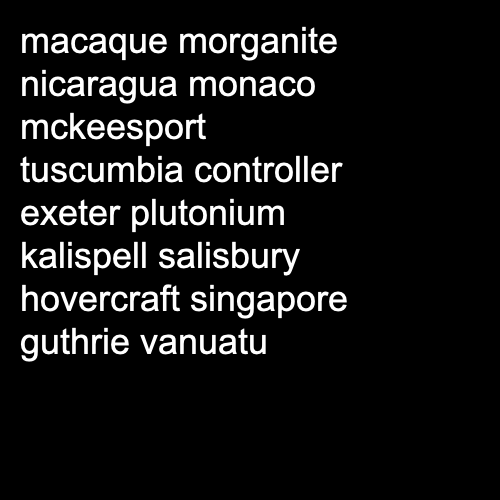 macaque morganite
nicaragua monaco
mckeesport
tuscumbia controller
exeter plutonium
kalispell salisbury
hovercraft singapore
guthrie vanuatu